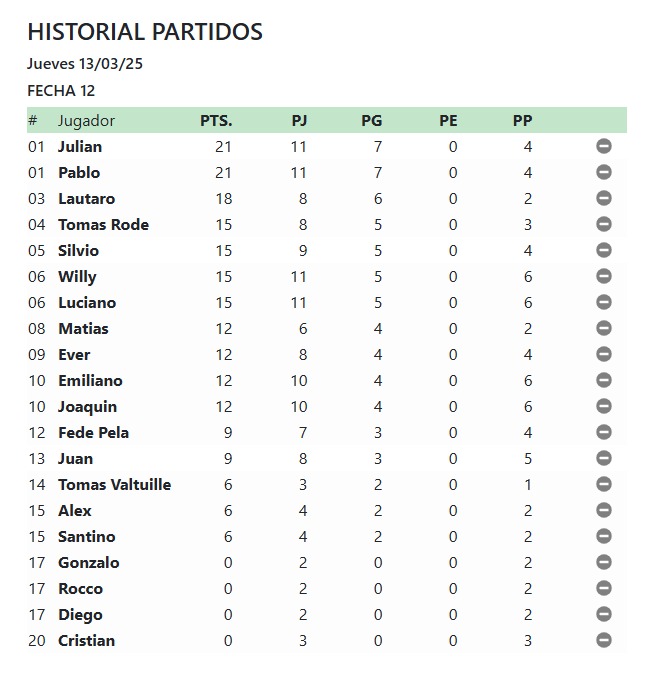 HISTORIAL PARTIDOS
Jueves 13/03/25
FECHA 12
# Jugador PTS. PJ PG PE PP
01 Julian 21 11 7 0 4
01 Pablo 21 11 7 0 4
03 Lautaro 18 8 6 0 2
04 Tomas Rode 15 8 5 0 3
05 Silvio 15 9 5 0 4
06 Willy 15 11 5 0 6
06 Luciano 15 11 5 0 6
08 Matias 12 6 4 0 2
09 Ever 12 8 4 0 4
10 Emiliano 12 10 4 0 6
10 Joaquin 12 10 4 0 6
12 Fede Pela 9 7 3 0 4
13 Juan 9 8 3 0 5
14 Tomas Valtuille 6 3 2 0 1
15 Alex 6 4 2 0 2
15 Santino 6 4 2 0 2
17 Gonzalo 0 2 0 0 2
17 Rocco 0 2 0 0 2
17 Diego 0 2 0 0 2
20 Cristian 0 3 0 0 3